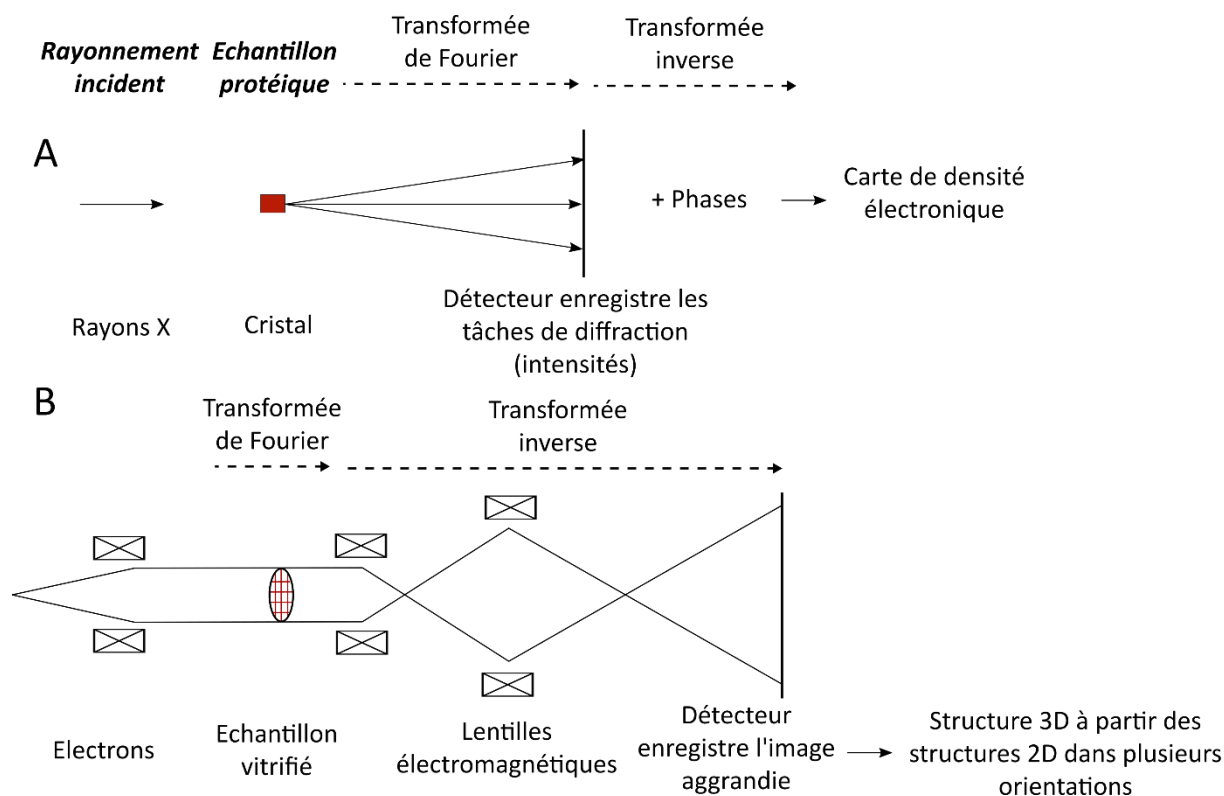 Rayonnement
incident
Echantillon
protéique
Transformée
de Fourier
Transformée
inverse
A
+ Phases
Carte de densité
électronique
Rayons X
Cristal
Détecteur enregistre les
tâches de diffraction
(intensités)
B
Transformée
de Fourier
Transformée
inverse
Electrons
Echantillon
vitrifié
Lentilles
électromagnétiques
Détecteur
enregistre l'image
aggrandie
Structure 3D à partir des
structures 2D dans plusieurs
orientations